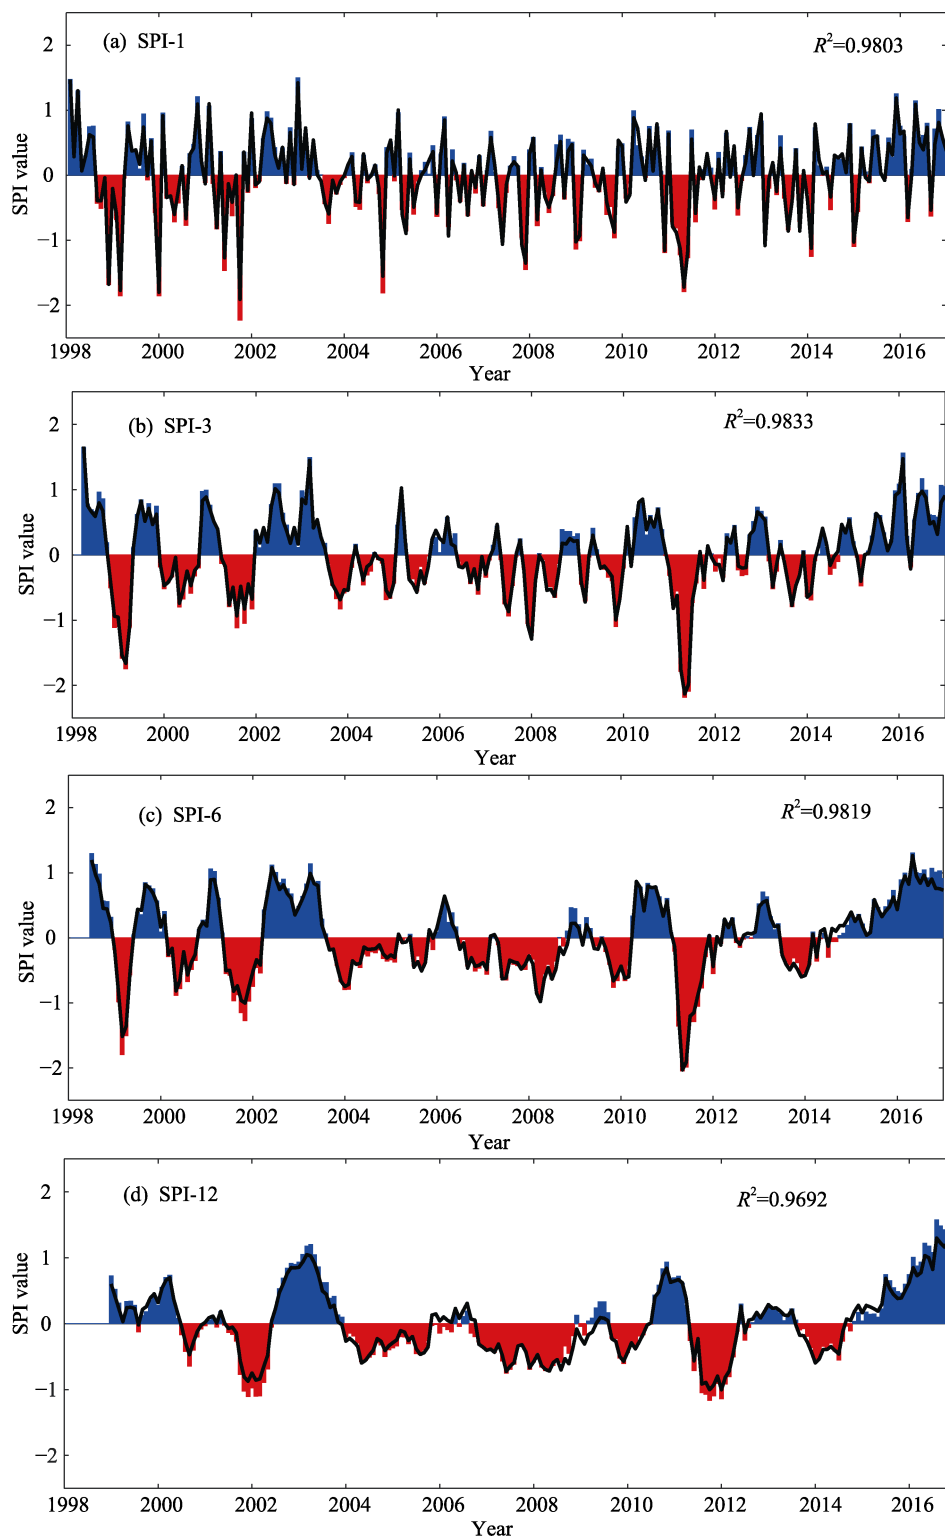 (a) SPI-1
R²=0.9803
SPI value
2
1
0
−1
−2
1998 2000 2002 2004 2006 2008 2010 2012 2014 2016
Year
(b) SPI-3
R²=0.9833
SPI value
2
1
0
−1
−2
1998 2000 2002 2004 2006 2008 2010 2012 2014 2016
Year
(c) SPI-6
R²=0.9819
SPI value
2
1
0
−1
−2
1998 2000 2002 2004 2006 2008 2010 2012 2014 2016
Year
(d) SPI-12
R²=0.9692
SPI value
2
1
0
−1
−2
1998 2000 2002 2004 2006 2008 2010 2012 2014 2016
Year